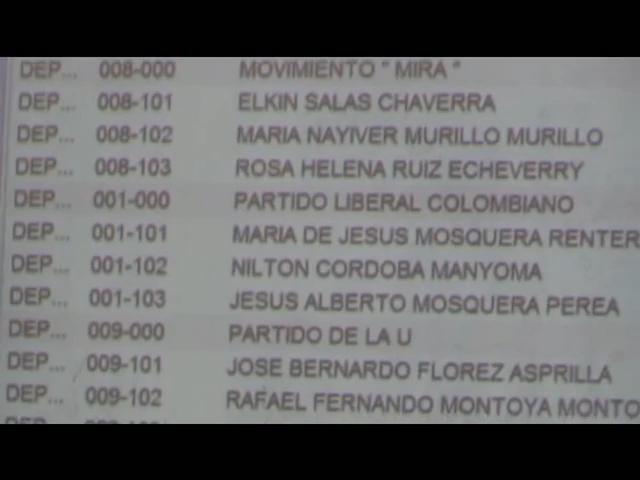 DEP... 008-000 MOVIMIENTO " MIRA "
DEP... 008-101 ELKIN SALAS CHAVERRA
DEP... 008-102 MARIA NAYIVER MURILLO MURILLO
DEP... 008-103 ROSA HELENA RUIZ ECHEVERRY
DEP... 001-000 PARTIDO LIBERAL COLOMBIANO
DEP... 001-101 MARIA DE JESUS MOSQUERA RENTER
DEP... 001-102 NILTON CORDOBA MANYOMA
DEP... 001-103 JESUS ALBERTO MOSQUERA PEREA
DEP... 009-000 PARTIDO DE LA U
DEP... 009-101 JOSE BERNARDO FLOREZ ASPRILLA
DEP... 009-102 RAFAEL FERNANDO MONTOYA MONTO